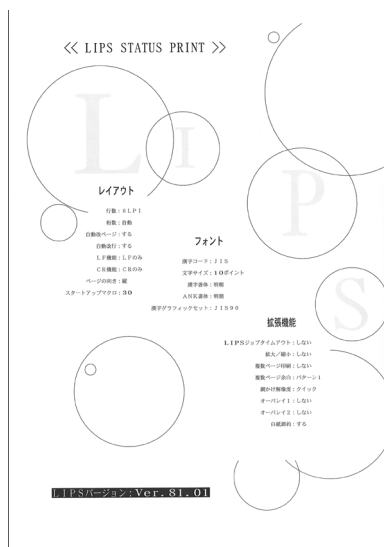 << LIPS STATUS PRINT >>
L I P S
レイアウト
行数：6LPI
桁数：自動
自動改ページ：する
自動改行：する
LF機能：LFのみ
CR機能：CRのみ
ページの向き：縦
スタートアップマクロ：30
フォント
漢字コード：JIS
文字サイズ：10ポイント
漢字書体：明朝
ANK書体：明朝
漢字グラフィックセット：JIS90
拡張機能
LIPSジョブタイムアウト：しない
拡大／縮小：しない
複数ページ印刷：しない
複数ページ余白：パターン1
網かけ解像度：クイック
オーバレイ1：しない
オーバレイ2：しない
白紙節約：する
LIPSバージョン：Ver. 81.01